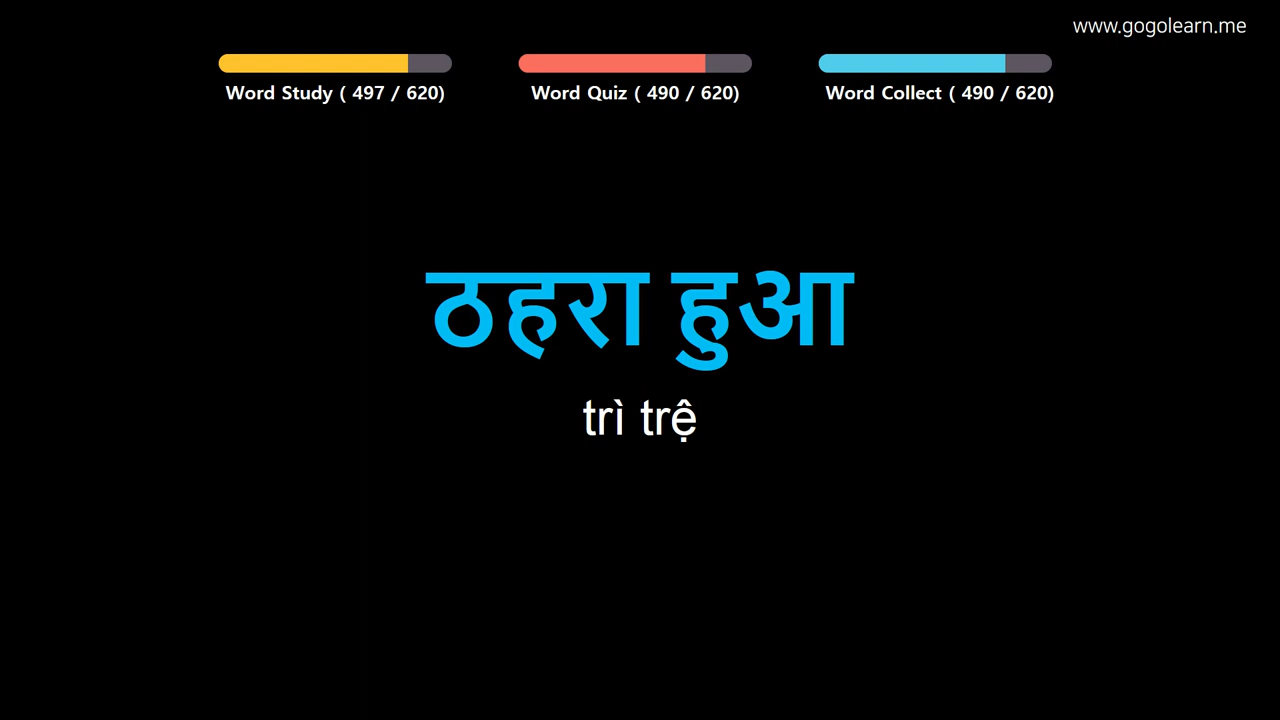 www.gogolearn.me
Word Study ( 497 / 620)
Word Quiz ( 490 / 620)
Word Collect ( 490 / 620)
ठहरा हुआ
trì trệ